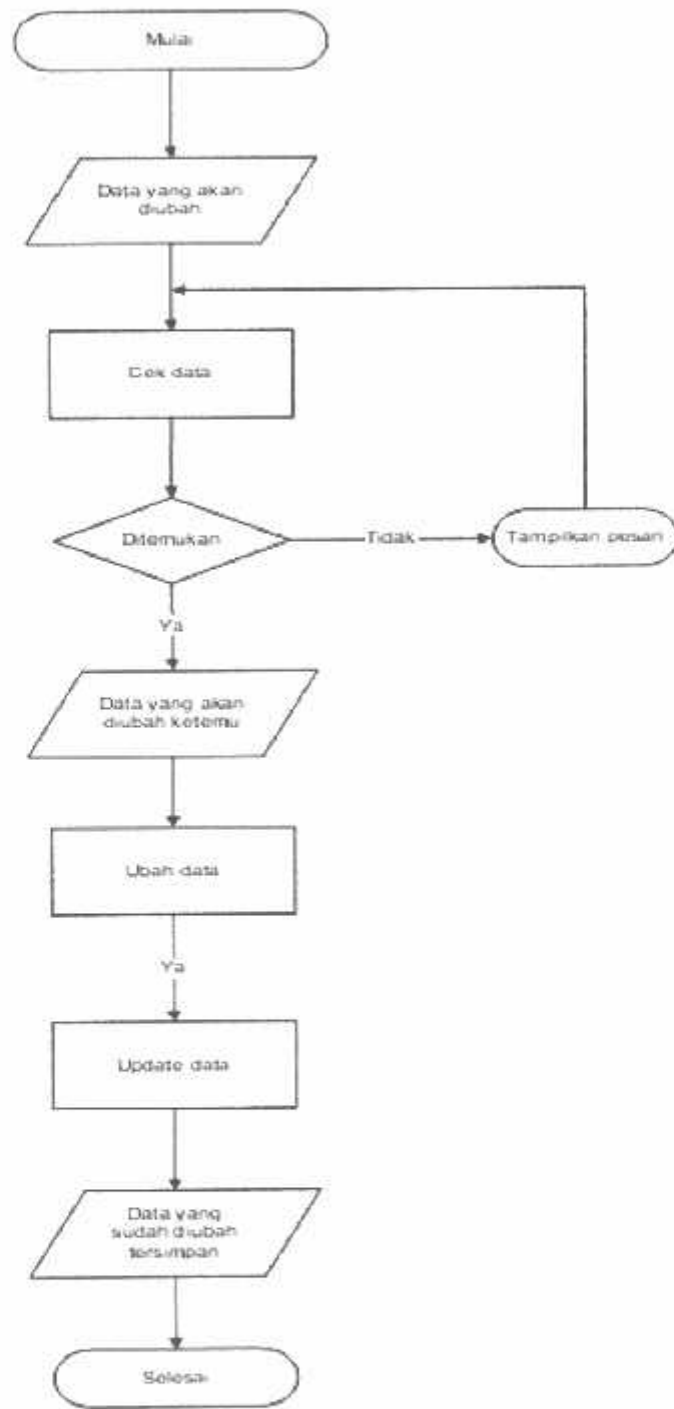 Mulai
Data yang akan
diubah
Cek data
Ditemukan
Tidak
Tampilkan pesan
Ya
Data yang akan
diubah ketemu
Ubah data
Ya
Update data
Data yang
sudah diubah
tersimpan
Selesai